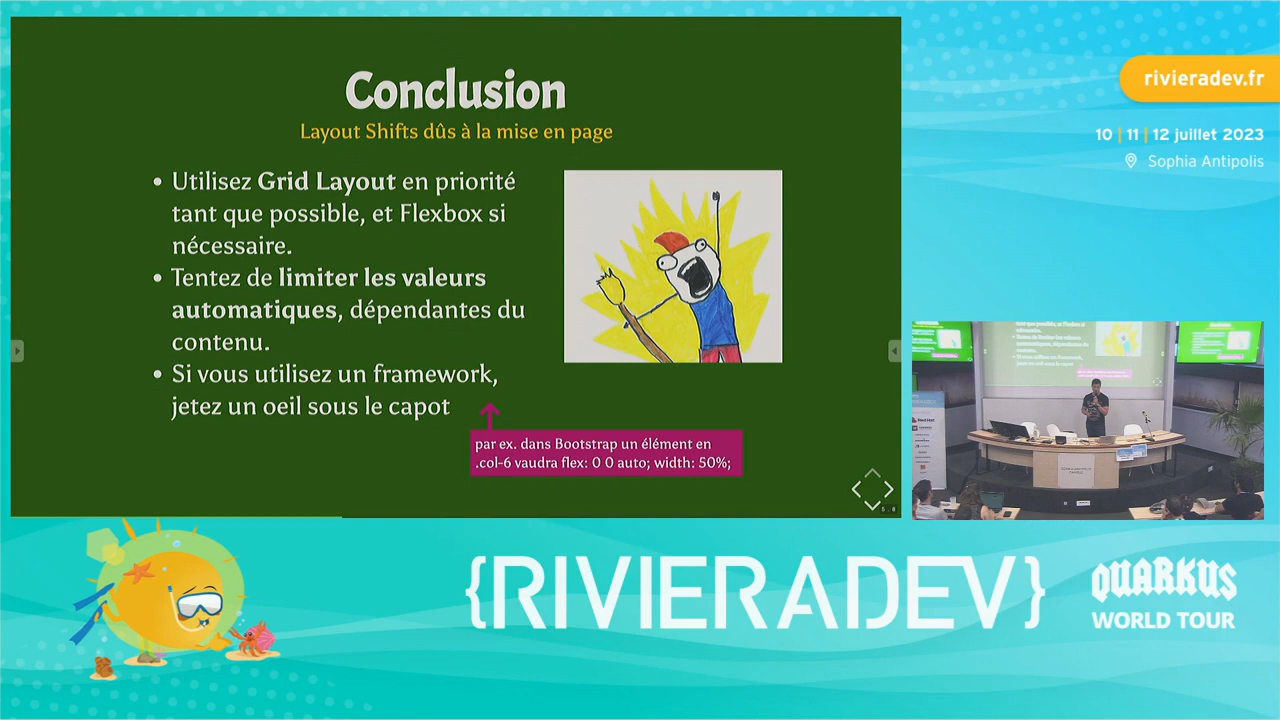 Conclusion
Layout Shifts dûs à la mise en page
• Utilisez Grid Layout en priorité
tant que possible, et Flexbox si
nécessaire.
• Tentez de limiter les valeurs
automatiques, dépendantes du
contenu.
• Si vous utilisez un framework,
jetez un oeil sous le capot
par ex. dans Bootstrap un élément en
.col-6 vaudra flex: 0 0 auto; width: 50%;
5.8
rivieradev.fr
10 | 11 | 12 juillet 2023
Sophia Antipolis
{RIVIERADEV}
QUARKUS
WORLD TOUR